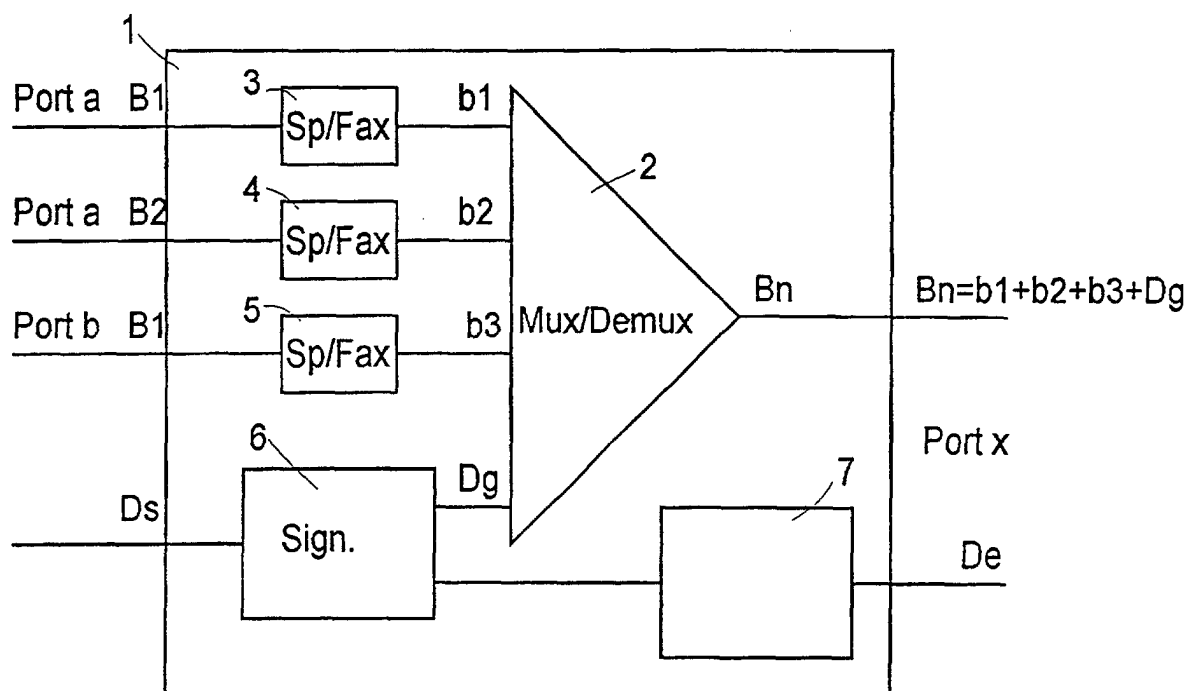 1
Port a B1
3
Sp/Fax
b1
Port a B2
4
Sp/Fax
b2
2
Port b B1
5
Sp/Fax
b3
Mux/Demux
Bn
Bn=b1+b2+b3+Dg
Port x
Ds
6
Sign.
Dg
7
De